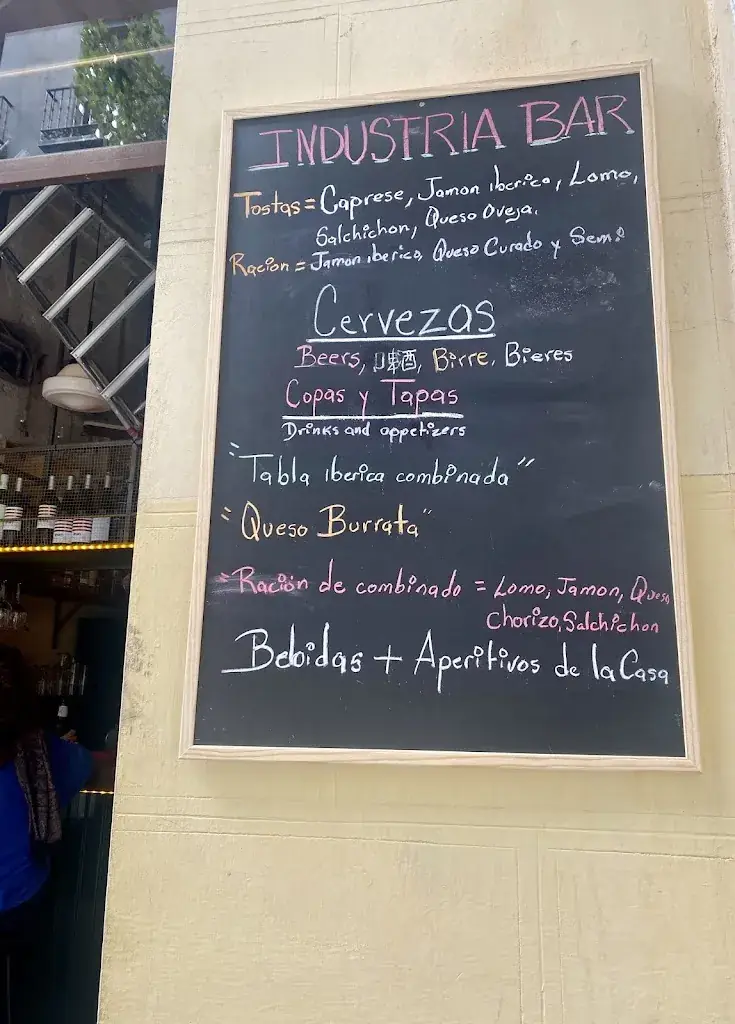 INDUSTRIA BAR
Tostas = Caprese, Jamon iberico, Lomo,
Salchichon, Queso Oveja.
Racion = Jamon iberico, Queso Curado y Semi
Cervezas
Beers, 啤酒, Birre, Bieres
Copas y Tapas
Drinks and appetizers
"Tabla iberica combinada"
"Queso Burrata"
"Ración de combinado = Lomo, Jamon, Queso
Chorizo, Salchichon
Bebidas + Aperitivos de la Casa